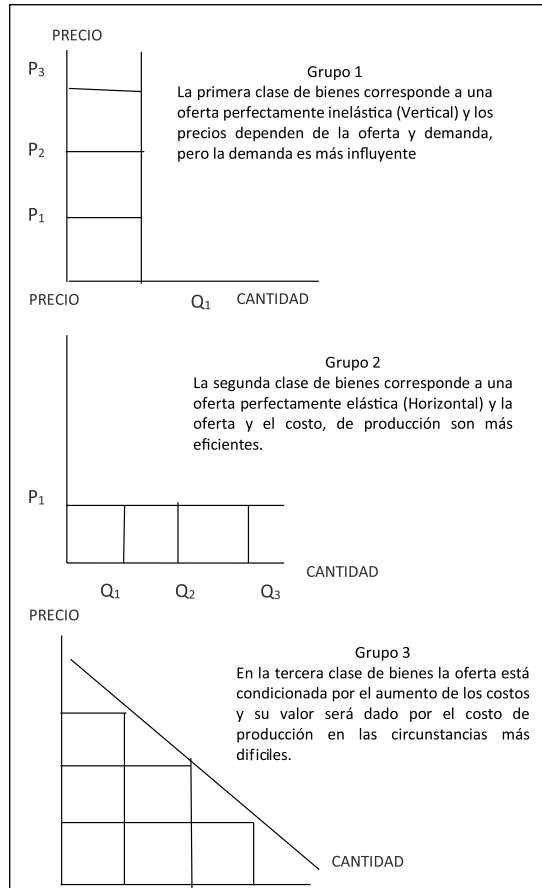 PRECIO
P3
Grupo 1
La primera clase de bienes corresponde a una
oferta perfectamente inelástica (Vertical) y los
precios dependen de la oferta y demanda,
pero la demanda es más influyente
P2
P1
PRECIO
Q1
CANTIDAD
Grupo 2
La segunda clase de bienes corresponde a una
oferta perfectamente elástica (Horizontal) y la
oferta y el costo, de producción son más
eficientes.
P1
CANTIDAD
Q1
Q2
Q3
PRECIO
Grupo 3
En la tercera clase de bienes la oferta está
condicionada por el aumento de los costos
y su valor será dado por el costo de
producción en las circunstancias más
dificiles.
CANTIDAD